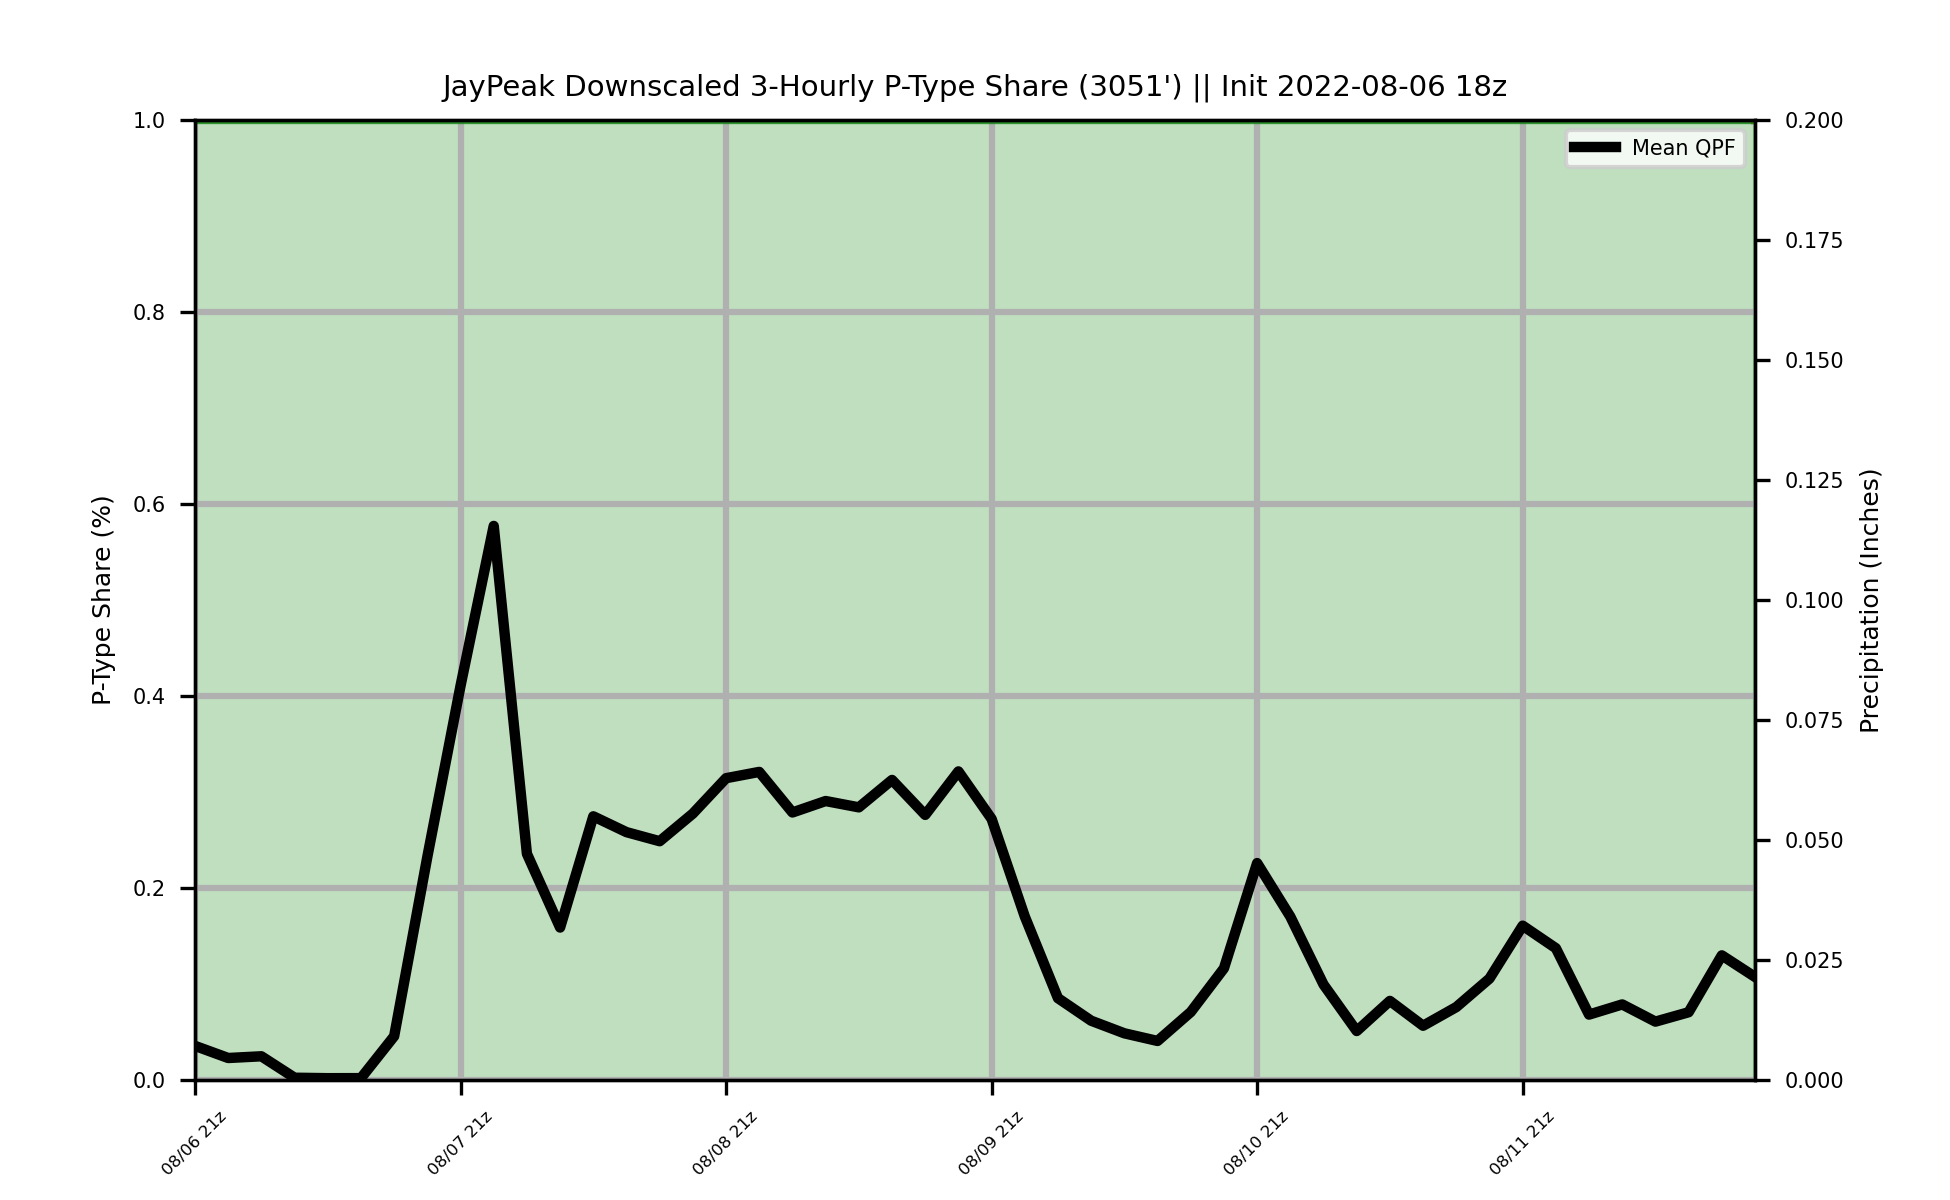 JayPeak Downscaled 3-Hourly P-Type Share (3051') || Init 2022-08-06 18z
Mean QPF
P-Type Share (%)
1.0
0.8
0.6
0.4
0.2
0.0
Precipitation (Inches)
0.200
0.175
0.150
0.125
0.100
0.075
0.050
0.025
0.000
08/06 21z
08/07 21z
08/08 21z
08/09 21z
08/10 21z
08/11 21z